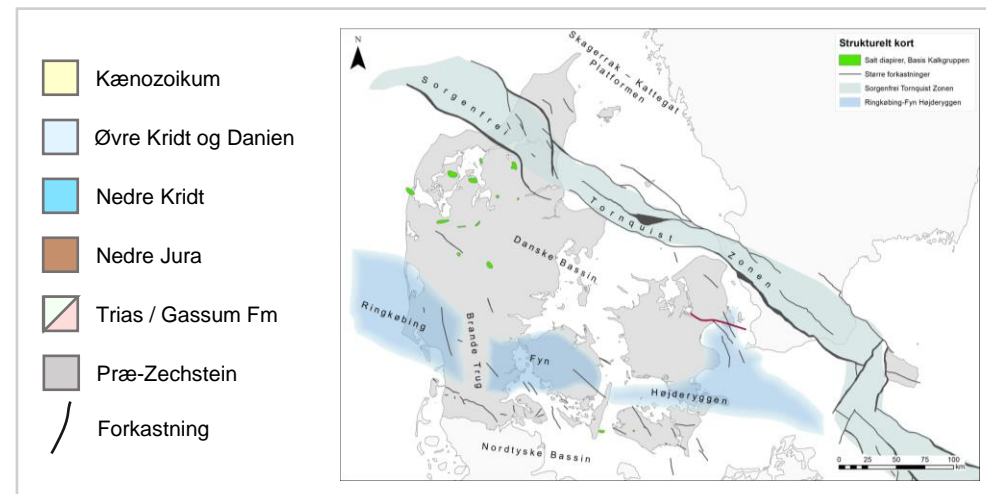 Kænozoikum
Øvre Kridt og Danien
Nedre Kridt
Nedre Jura
Trias / Gassum Fm
Præ-Zechstein
Forkastning
N
Skagerrak – Kattegat
Platformen
Strukturelt kort
Salt diapirer, Basis Kalkgruppen
Større forkastninger
Sorgenfrei Tornquist Zonen
Ringkøbing-Fyn Højderyggen
Sorgenfrei
Tornquist
Zonen
Danske Bassin
Ringkøbing
Brande Trug
Fyn
Højderyggen
Nordtyske Bassin
0 25 50 75 100
km